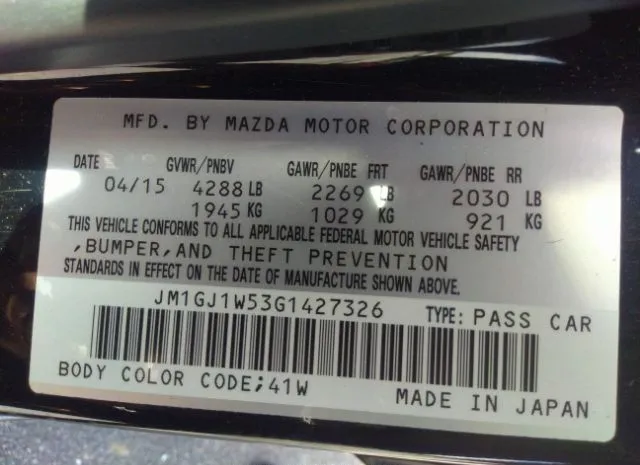 MFD. BY MAZDA MOTOR CORPORATION
DATE GVWR/PNBV GAWR/PNBE FRT GAWR/PNBE RR
04/15 4288 LB 2269 LB 2030 LB
1945 KG 1029 KG 921 KG
THIS VEHICLE CONFORMS TO ALL APPLICABLE FEDERAL MOTOR VEHICLE SAFETY
,BUMPER,AND THEFT PREVENTION
STANDARDS IN EFFECT ON THE DATE OF MANUFACTURE SHOWN ABOVE.
JM1GJ1W53G1427326 TYPE: PASS CAR
BODY COLOR CODE;41W MADE IN JAPAN